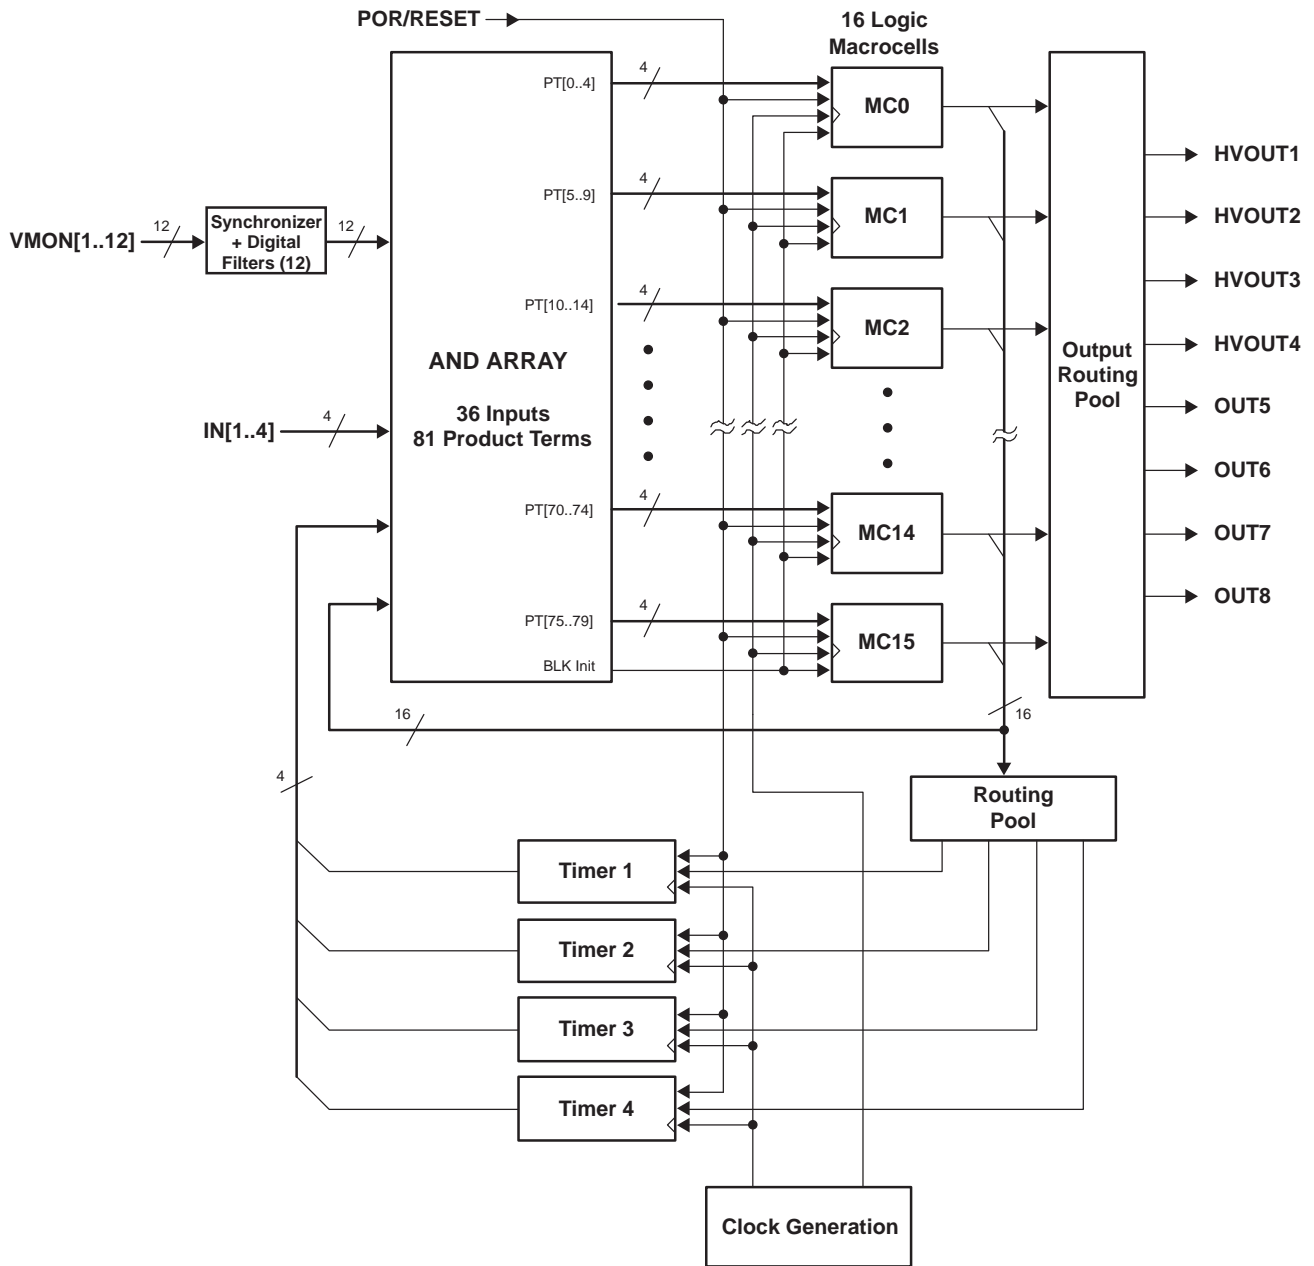 POR/RESET
16 Logic
Macrocells
PT[0..4]
4
MC0
HVOUT1
PT[5..9]
4
MC1
HVOUT2
VMON[1..12]
12
Synchronizer
+ Digital
Filters (12)
12
HVOUT3
PT[10..14]
4
MC2
HVOUT4
AND ARRAY
36 Inputs
81 Product Terms
Output
Routing
Pool
OUT5
IN[1..4]
4
OUT6
PT[70..74]
4
MC14
OUT7
OUT8
PT[75..79]
4
MC15
BLK Init
16
16
4
Routing
Pool
Timer 1
Timer 2
Timer 3
Timer 4
Clock Generation